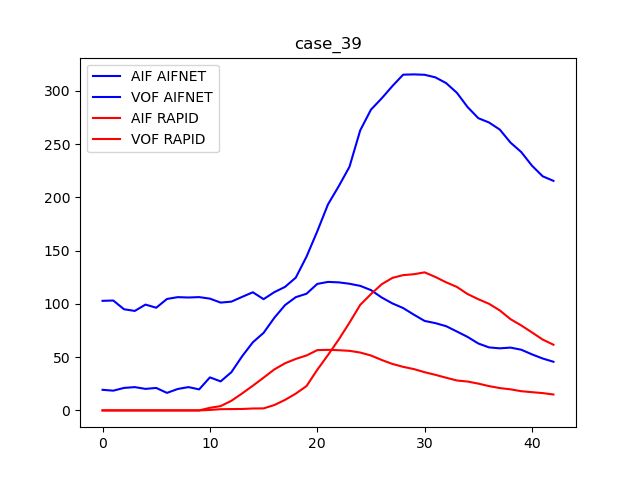 case_39
AIF AIFNET
VOF AIFNET
AIF RAPID
VOF RAPID
300
250
200
150
100
50
0
0 10 20 30 40